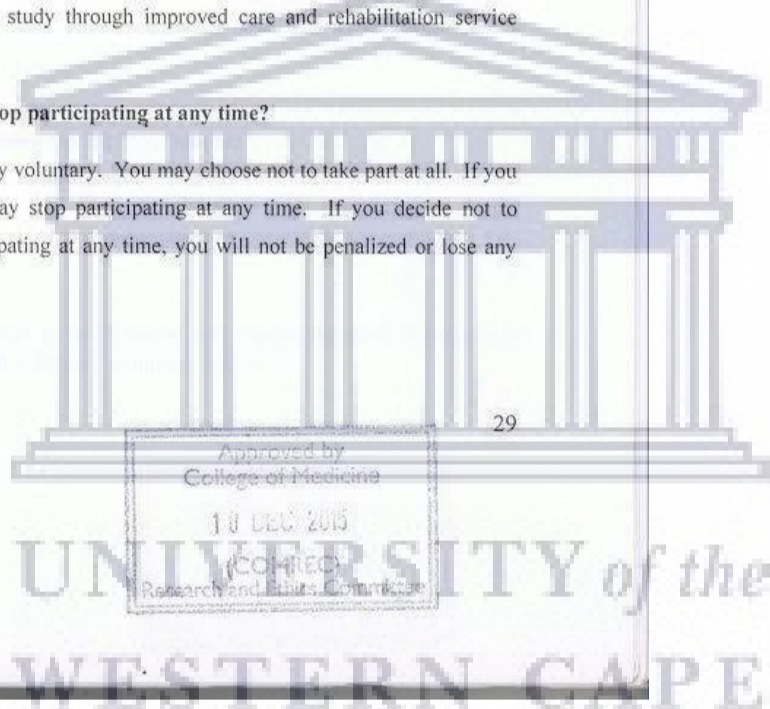 study through improved care and rehabilitation service
op participating at any time?
y voluntary. You may choose not to take part at all. If you
ay stop participating at any time. If you decide not to
pating at any time, you will not be penalized or lose any
29
Approved by
College of Medicine
DEC 2015
(COMREC)
Research and Ethics Committee
UNIVERSITY of the
WESTERN CAPE